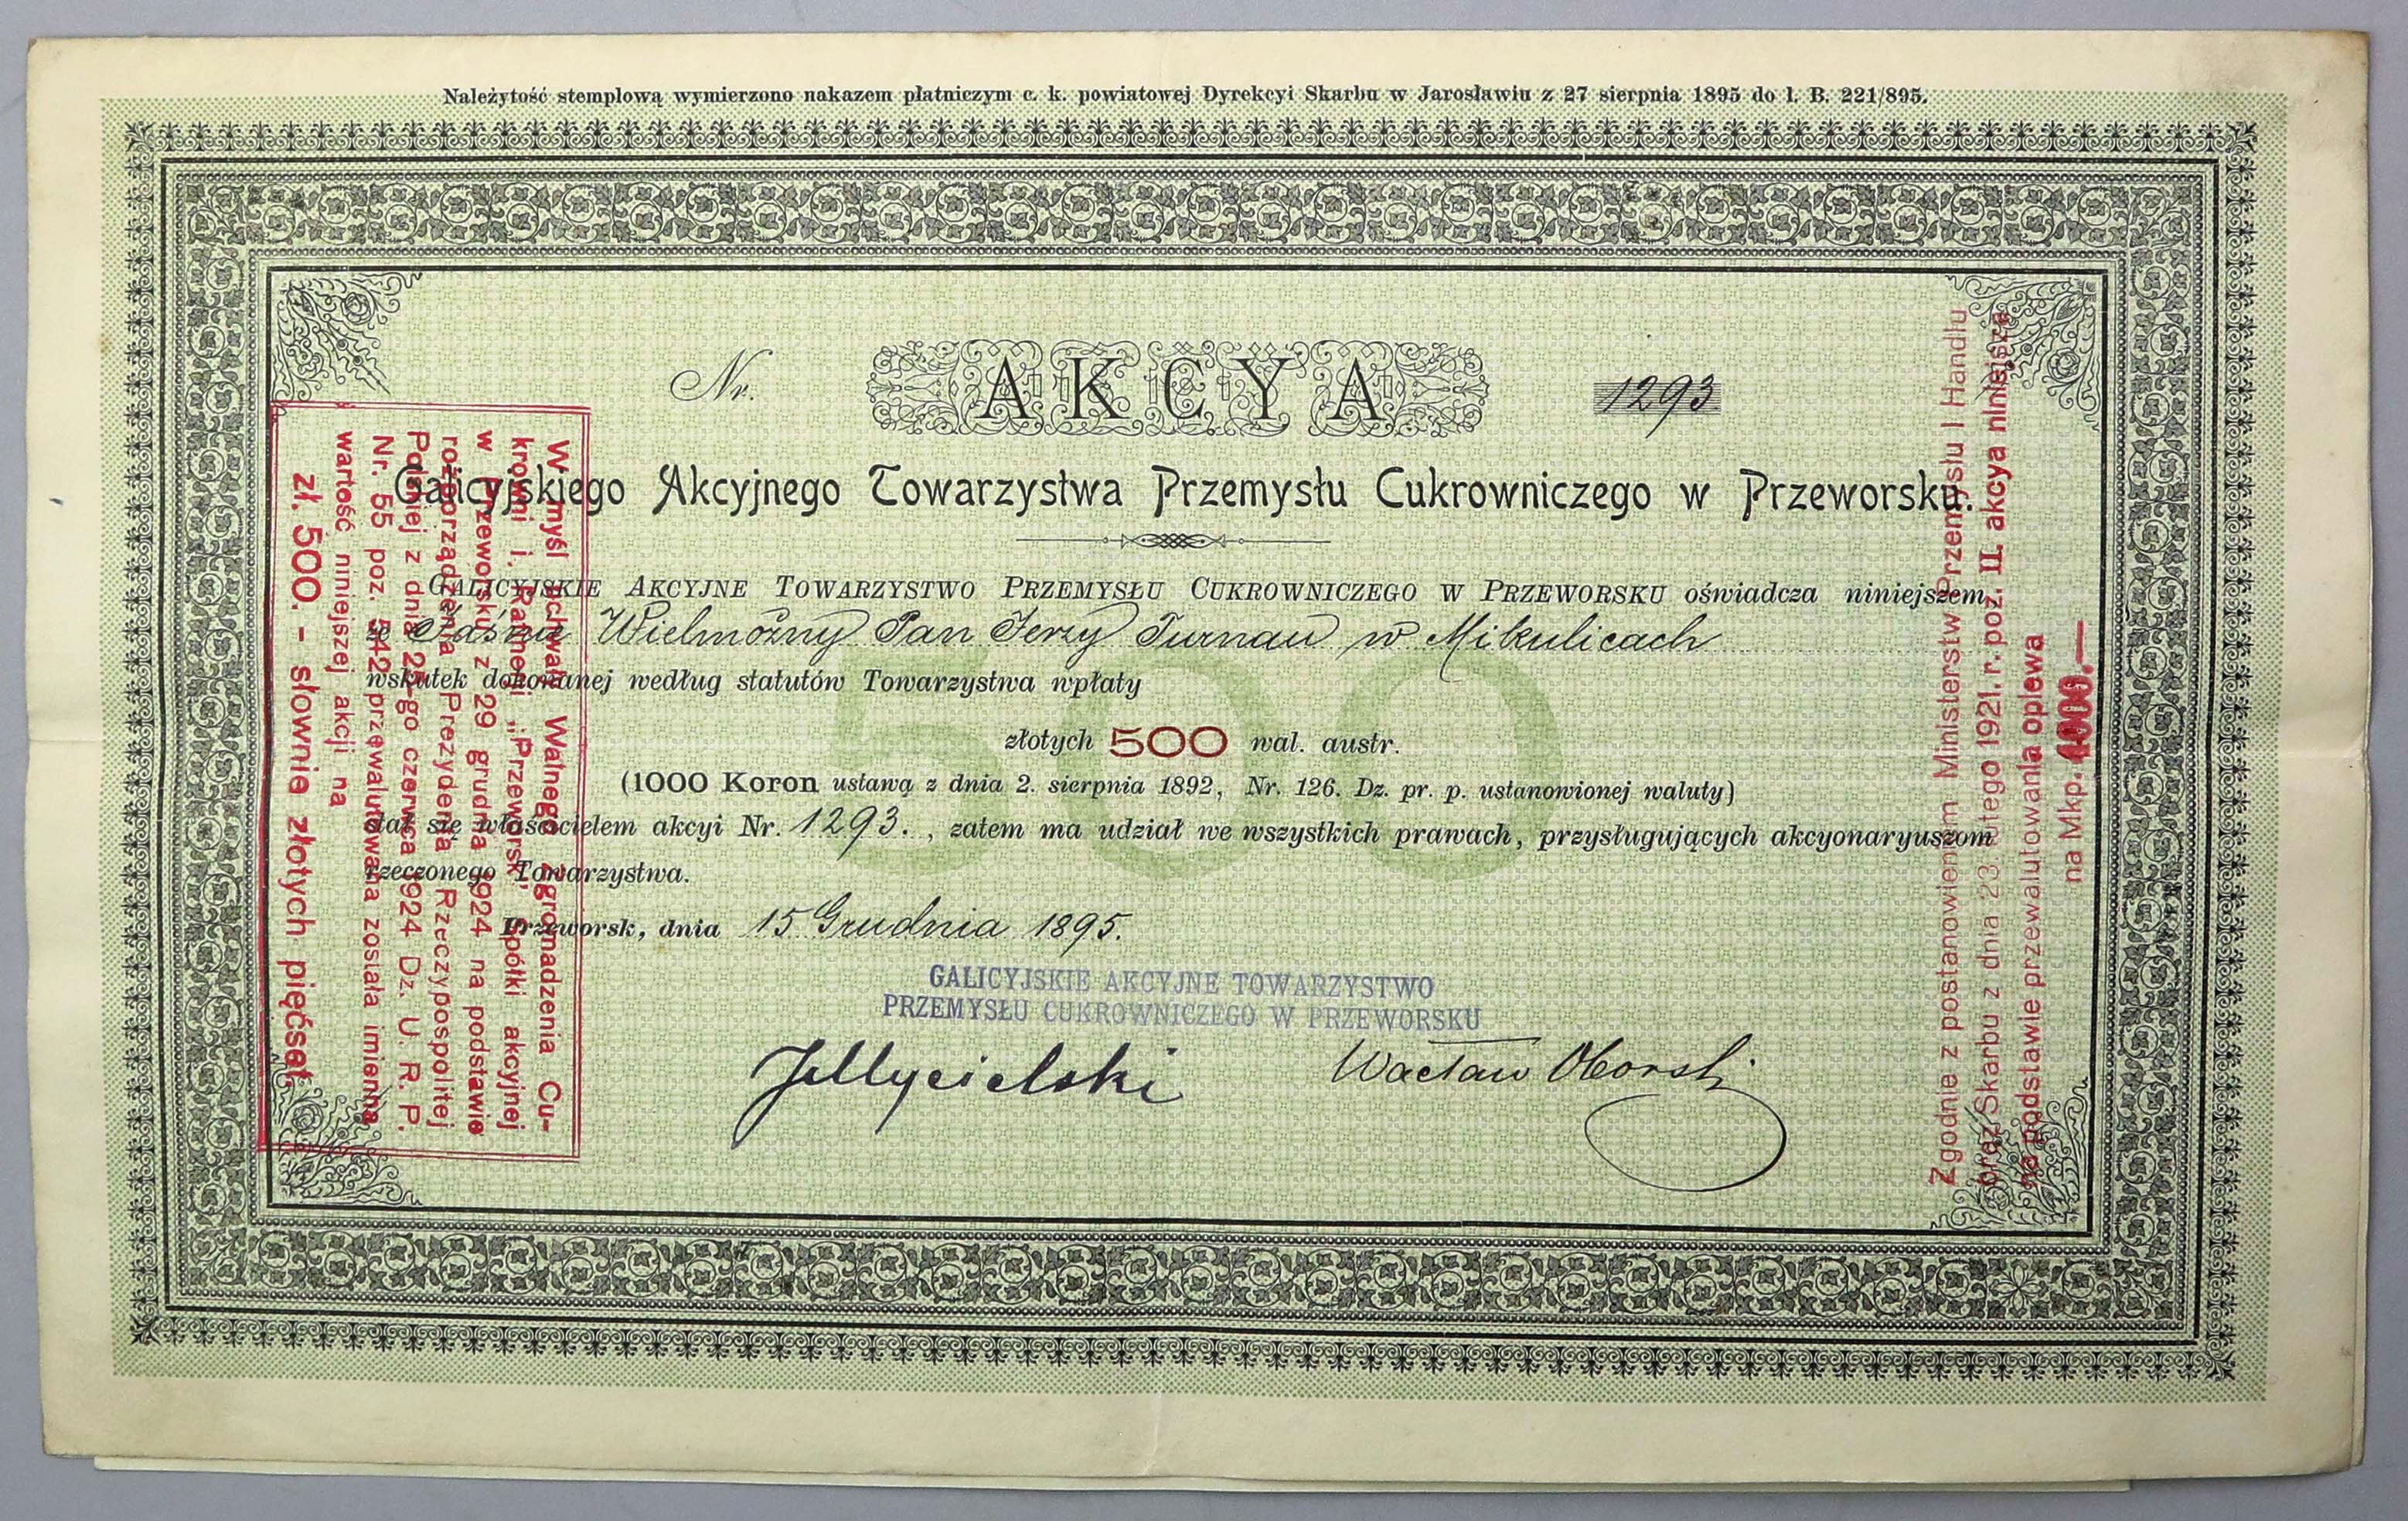 Należytość stemplową wymierzono nakazem płatniczym c. k. powiatowej Dyrekcyi Skarbu w Jarosławiu z 27 sierpnia 1895 do l. B. 221/895.
Nr. AKCYA 1293
Galicyjskiego Akcyjnego Towarzystwa Przemysłu Cukrowniczego w Przeworsku.
GALICYJSKIE AKCYJNE TOWARZYSTWO PRZEMYSŁU CUKROWNICZEGO W PRZEWORSKU oświadcza niniejszem,
że Jaśnie Wielmożny Pan Jerzy Turnau w Mikulicach
wskutek dokonanej według statutów Towarzystwa wpłaty
500
złotych 500 wal. austr.
(1000 Koron ustawą z dnia 2. sierpnia 1892, Nr. 126. Dz. pr. p. ustanowionej waluty)
stał się właścicielem akcyi Nr. 1293., zatem ma udział we wszystkich prawach, przysługujących akcyonaryuszom
rzeczonego Towarzystwa.
Przeworsk, dnia 15 Grudnia 1895.
GALICYJSKIE AKCYJNE TOWARZYSTWO
PRZEMYSŁU CUKROWNICZEGO W PRZEWORSKU
Wacław
W myśl uchwały Walnego Zgromadzenia Cu-
krowni i Rafinerji „Przeworsk" Spółki akcyjnej
w Przeworsku z 29 grudnia 1924 na podstawie
rozporządzenia Prezydenta Rzeczypospolitej
Polskiej z dnia 25-go czerwca 1924 Dz. U. R. P.
Nr. 55 poz. 542 przewalutowana została imienna
wartość niniejszej akcji na
zł. 500.- słownie złotych pięćset.
Zgodnie z postanowieniem Ministerstw Przemysłu i Handlu
oraz Skarbu z dnia 23 lutego 1921. r. poz. II. akcya niniejsza
na podstawie przewalutowania opiewa
na Mkp.